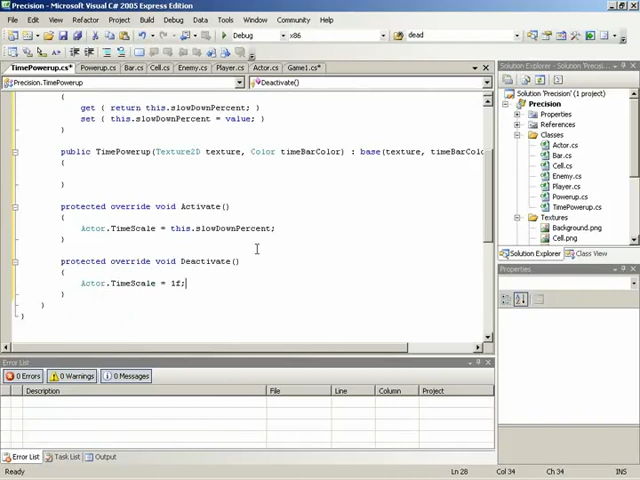 Precision - Microsoft Visual C# 2005 Express Edition
File Edit View Refactor Project Build Debug Data Tools Window Community Help
Debug x86 dead
TimePowerup.cs* Powerup.cs Bar.cs Cell.cs Enemy.cs Player.cs Actor.cs Game1.cs*
Precision.TimePowerup Deactivate()
{
get { return this.slowDownPercent; }
set { this.slowDownPercent = value; }
}
public TimePowerup(Texture2D texture, Color timeBarColor) : base(texture, timeBarColo
{
}
protected override void Activate()
{
Actor.TimeScale = this.slowDownPercent;
}
protected override void Deactivate()
{
Actor.TimeScale = 1f;
}
}
}
Solution Explorer - Solution 'Precisi...
Solution 'Precision' (1 project)
Precision
Properties
References
Classes
Actor.cs
Bar.cs
Cell.cs
Enemy.cs
Player.cs
Powerup.cs
TimePowerup.cs
Textures
Background.png
Cell.png
Solution Explorer Class View
Properties
Error List
0 Errors 0 Warnings 0 Messages
Description File Line Column Project
Error List Task List Output
Ready Ln 28 Col 34 Ch 34 INS